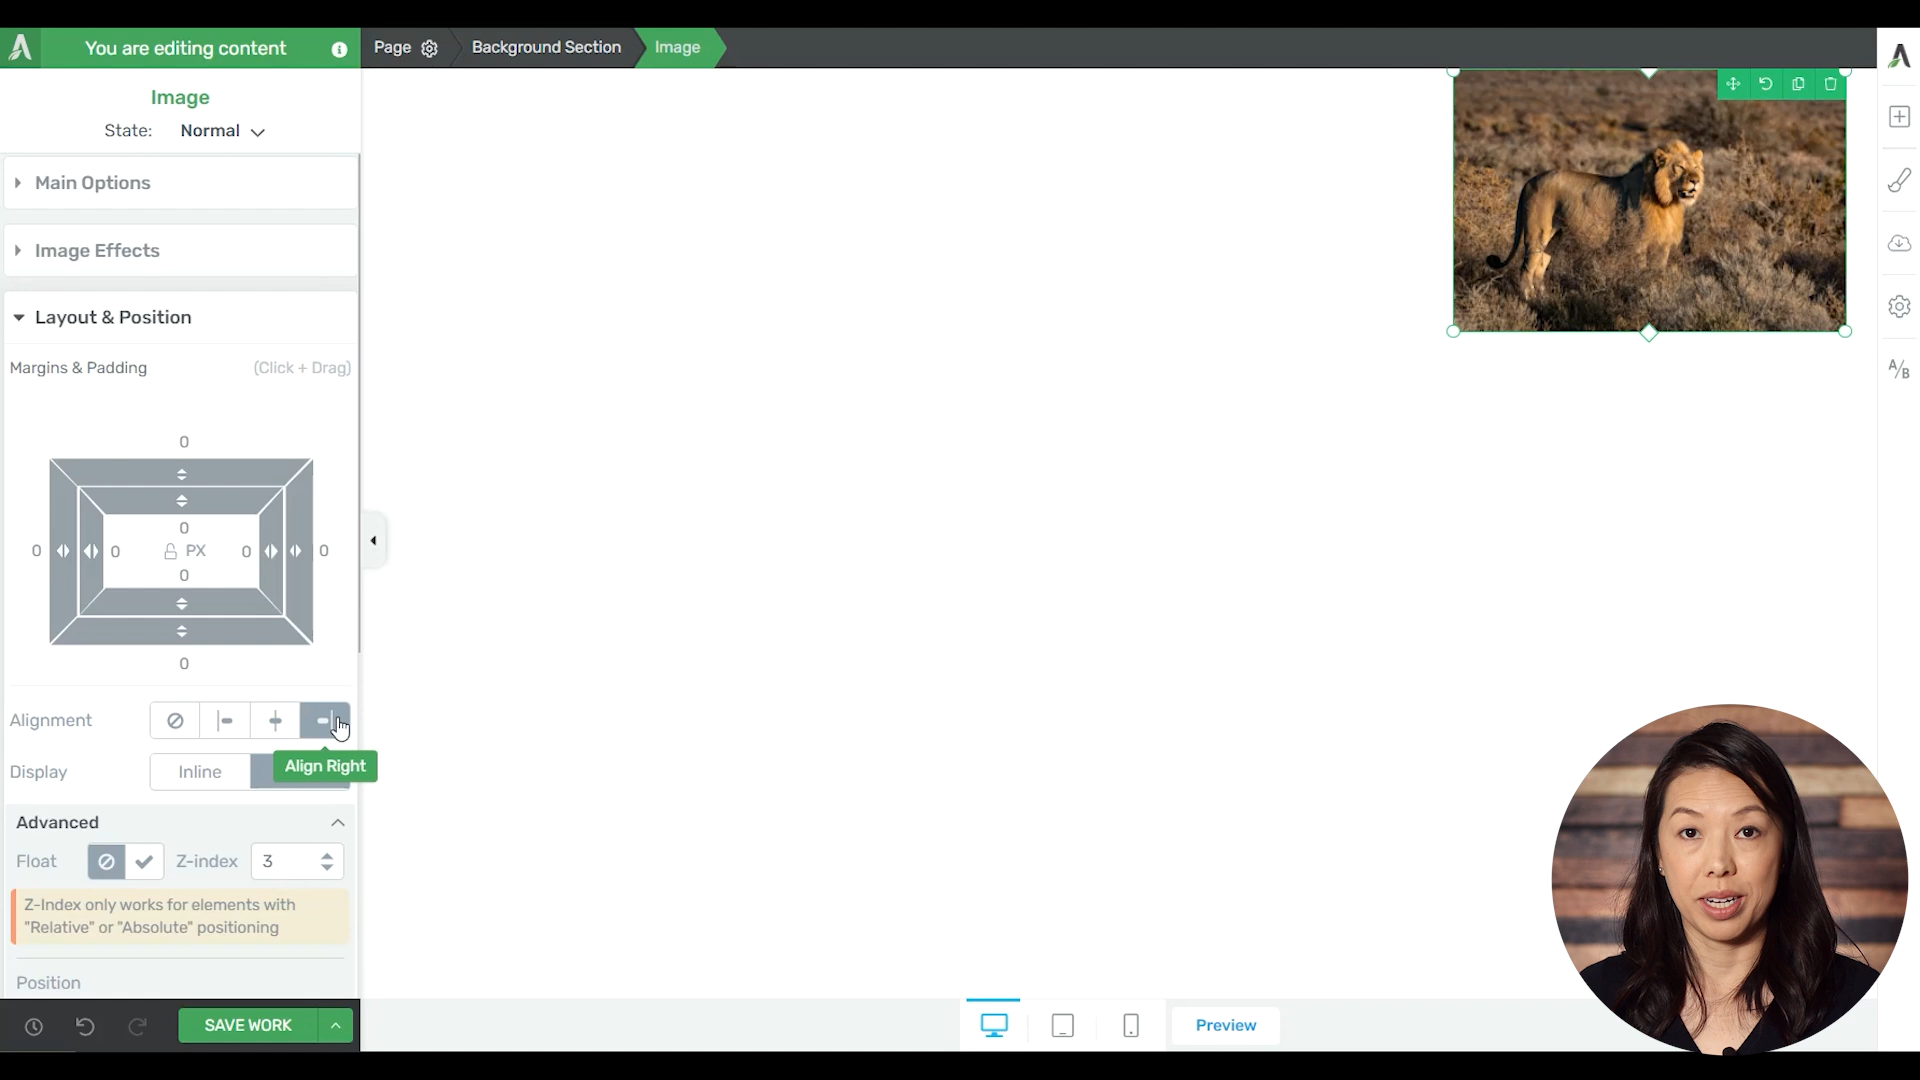 You are editing content
Page
Background Section
Image
Image
State: Normal
Main Options
Image Effects
Layout & Position
Margins & Padding (Click + Drag)
0
0 0 0 PX 0 0
0
0
Alignment
Align Right
Display Inline
Advanced
Float Z-index 3
Z-Index only works for elements with
"Relative" or "Absolute" positioning
Position
SAVE WORK
Preview
A/B